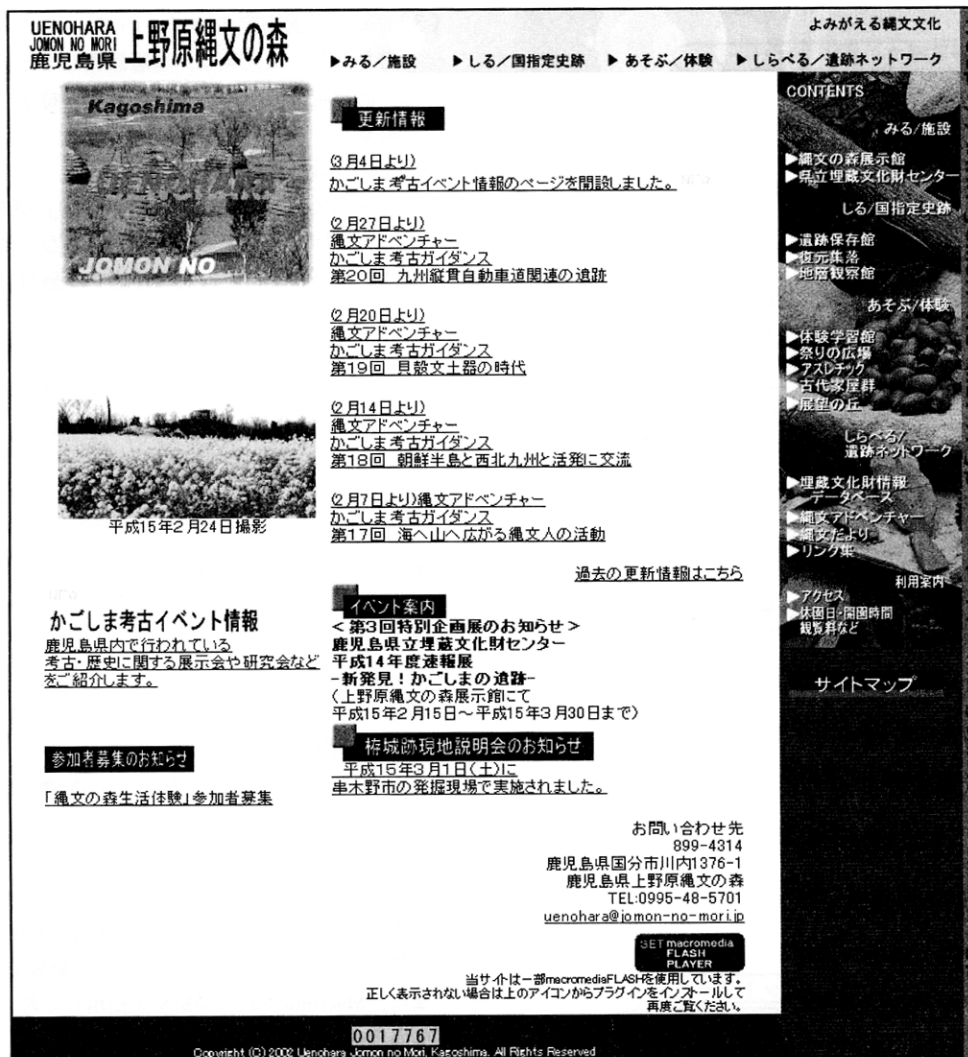 UENOHARA
JOMON NO MORI
鹿児島県
上野原縄文の森
よみがえる縄文文化
▶みる／施設 ▶しる／国指定史跡 ▶あそぶ／体験 ▶しらべる／遺跡ネットワーク
Kagoshima
UENOHARA
JOMON NO
更新情報
(3月4日より)
かごしま考古イベント情報のページを開設しました。
(2月27日より)
縄文アドベンチャー
かごしま考古ガイダンス
第20回 九州縦貫自動車道関連の遺跡
(2月20日より)
縄文アドベンチャー
かごしま考古ガイダンス
第19回 貝殻文土器の時代
(2月14日より)
縄文アドベンチャー
かごしま考古ガイダンス
第18回 朝鮮半島と西北九州と活発に交流
(2月7日より)縄文アドベンチャー
かごしま考古ガイダンス
第17回 海へ山へ広がる縄文人の活動
過去の更新情報はこちら
平成15年2月24日撮影
かごしま考古イベント情報
鹿児島県内で行われている
考古・歴史に関する展示会や研究会など
をご紹介します。
参加者募集のお知らせ
「縄文の森生活体験」参加者募集
イベント案内
＜第3回特別企画展のお知らせ＞
鹿児島県立埋蔵文化財センター
平成14年度速報展
-新発見！かごしまの遺跡-
（上野原縄文の森展示館にて
平成15年2月15日～平成15年3月30日まで）
栫城跡現地説明会のお知らせ
平成15年3月1日（土）に
串木野市の発掘現場で実施されました。
お問い合わせ先
899-4314
鹿児島県国分市川内1376-1
鹿児島県上野原縄文の森
TEL:0995-48-5701
uenohara@jomon-no-mori.jp
GET macromedia
FLASH
PLAYER
当サイトは一部macromediaFLASHを使用しています。
正しく表示されない場合は上のアイコンからプラグインをインストールして
再度ご覧ください。
CONTENTS
みる/施設
▶縄文の森展示館
▶県立埋蔵文化財センター
しる/国指定史跡
▶遺跡保存館
▶復元集落
▶地層観察館
あそぶ/体験
▶体験学習館
▶祭りの広場
▶アスレチック
▶古代家屋群
▶展望の丘
しらべる/
遺跡ネットワーク
▶埋蔵文化財情報
データベース
▶縄文アドベンチャー
▶縄文だより
▶リンク集
利用案内
▶アクセス
▶休園日・開園時間
観覧料など
サイトマップ
0017767
Copyright (C) 2002 Uenohara Jomon no Mori, Kagoshima. All Rights Reserved